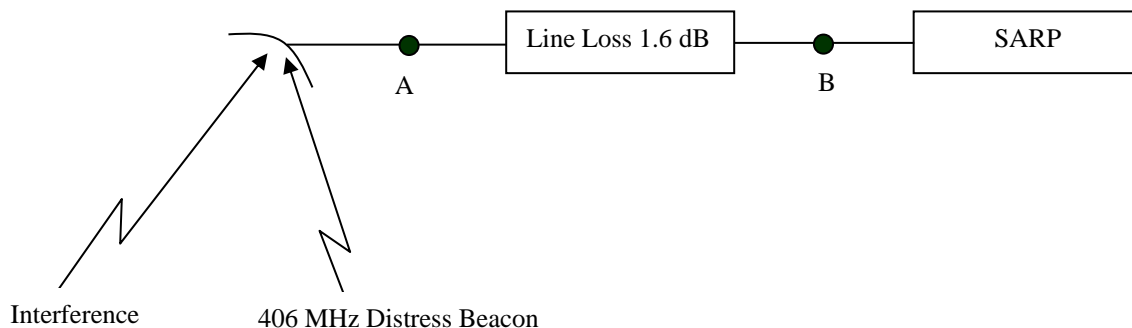 Line Loss 1.6 dB
SARP
A
B
Interference
406 MHz Distress Beacon